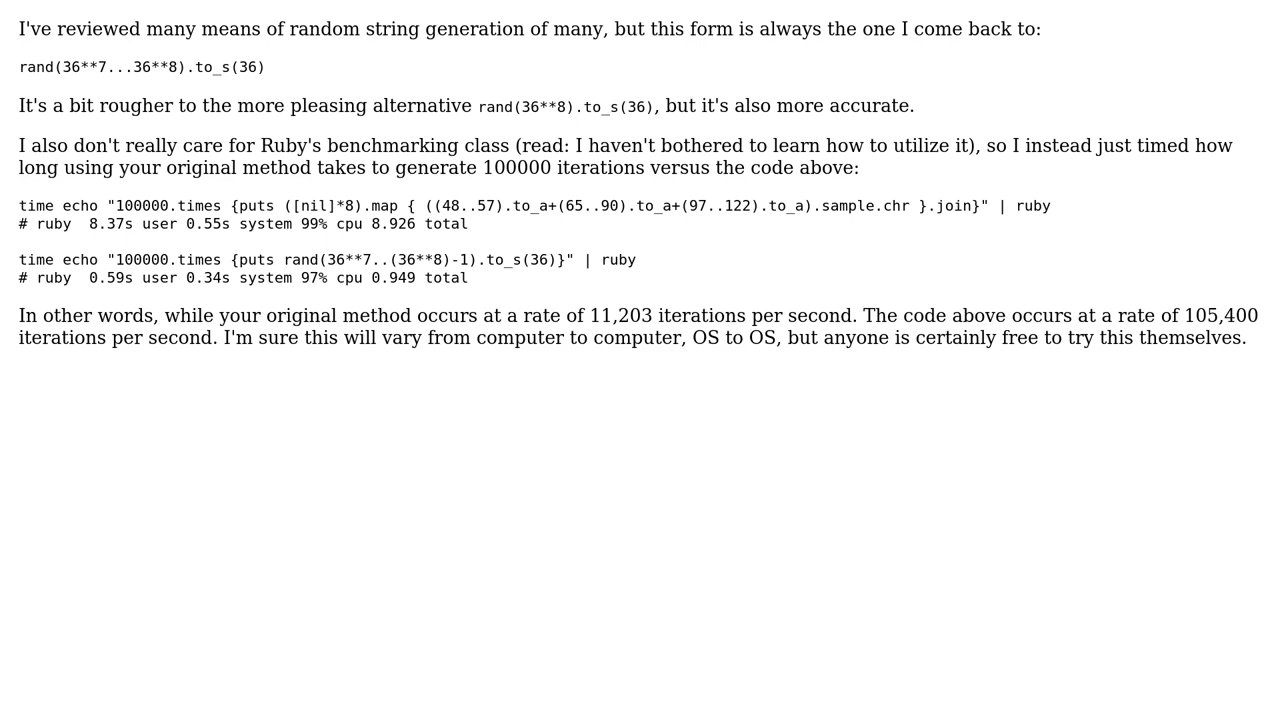 I've reviewed many means of random string generation of many, but this form is always the one I come back to:
rand(36**7...36**8).to_s(36)
It's a bit rougher to the more pleasing alternative rand(36**8).to_s(36), but it's also more accurate.
I also don't really care for Ruby's benchmarking class (read: I haven't bothered to learn how to utilize it), so I instead just timed how
long using your original method takes to generate 100000 iterations versus the code above:
time echo "100000.times {puts ([nil]*8).map { ((48..57).to_a+(65..90).to_a+(97..122).to_a).sample.chr }.join}" | ruby
# ruby  8.37s user 0.55s system 99% cpu 8.926 total
time echo "100000.times {puts rand(36**7..(36**8)-1).to_s(36)}" | ruby
# ruby  0.59s user 0.34s system 97% cpu 0.949 total
In other words, while your original method occurs at a rate of 11,203 iterations per second. The code above occurs at a rate of 105,400
iterations per second. I'm sure this will vary from computer to computer, OS to OS, but anyone is certainly free to try this themselves.